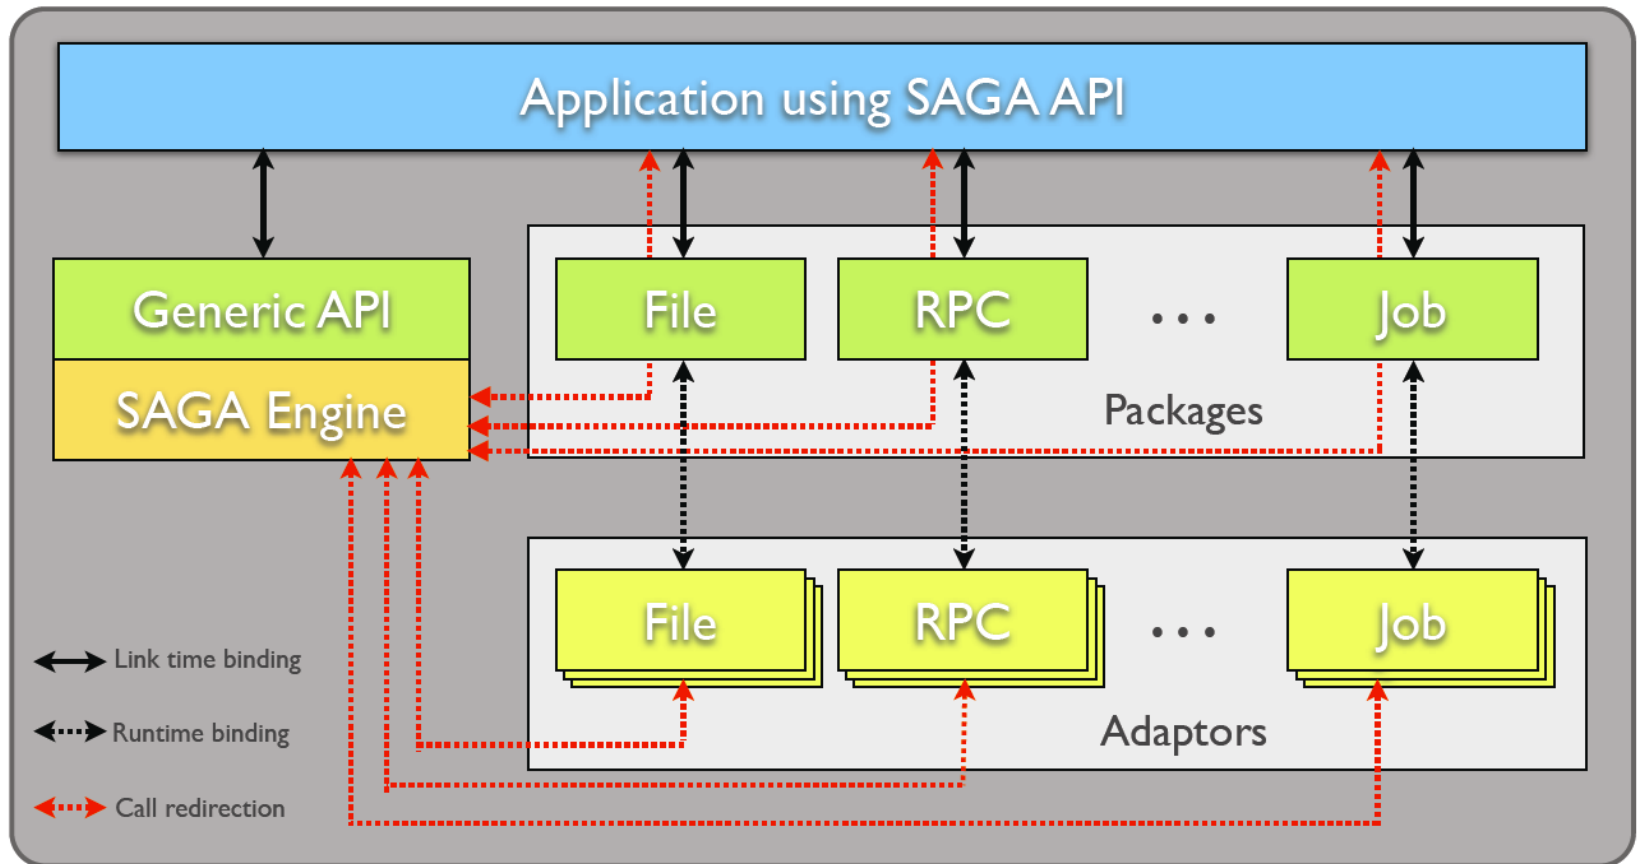 Application using SAGA API
Generic API
SAGA Engine
File
RPC
...
Job
Packages
File
RPC
...
Job
Adaptors
Link time binding
Runtime binding
Call redirection